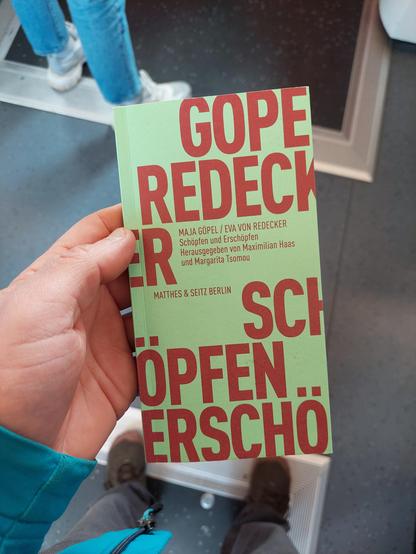 GOPE
REDECK
ER
MAJA GÖPEL / EVA VON REDECKER
Schöpfen und Erschöpfen
Herausgegeben von Maximilian Haas
und Margarita Tsomou
MATTHES & SEITZ BERLIN
SCH
ÖPFEN
ERSCHÖ